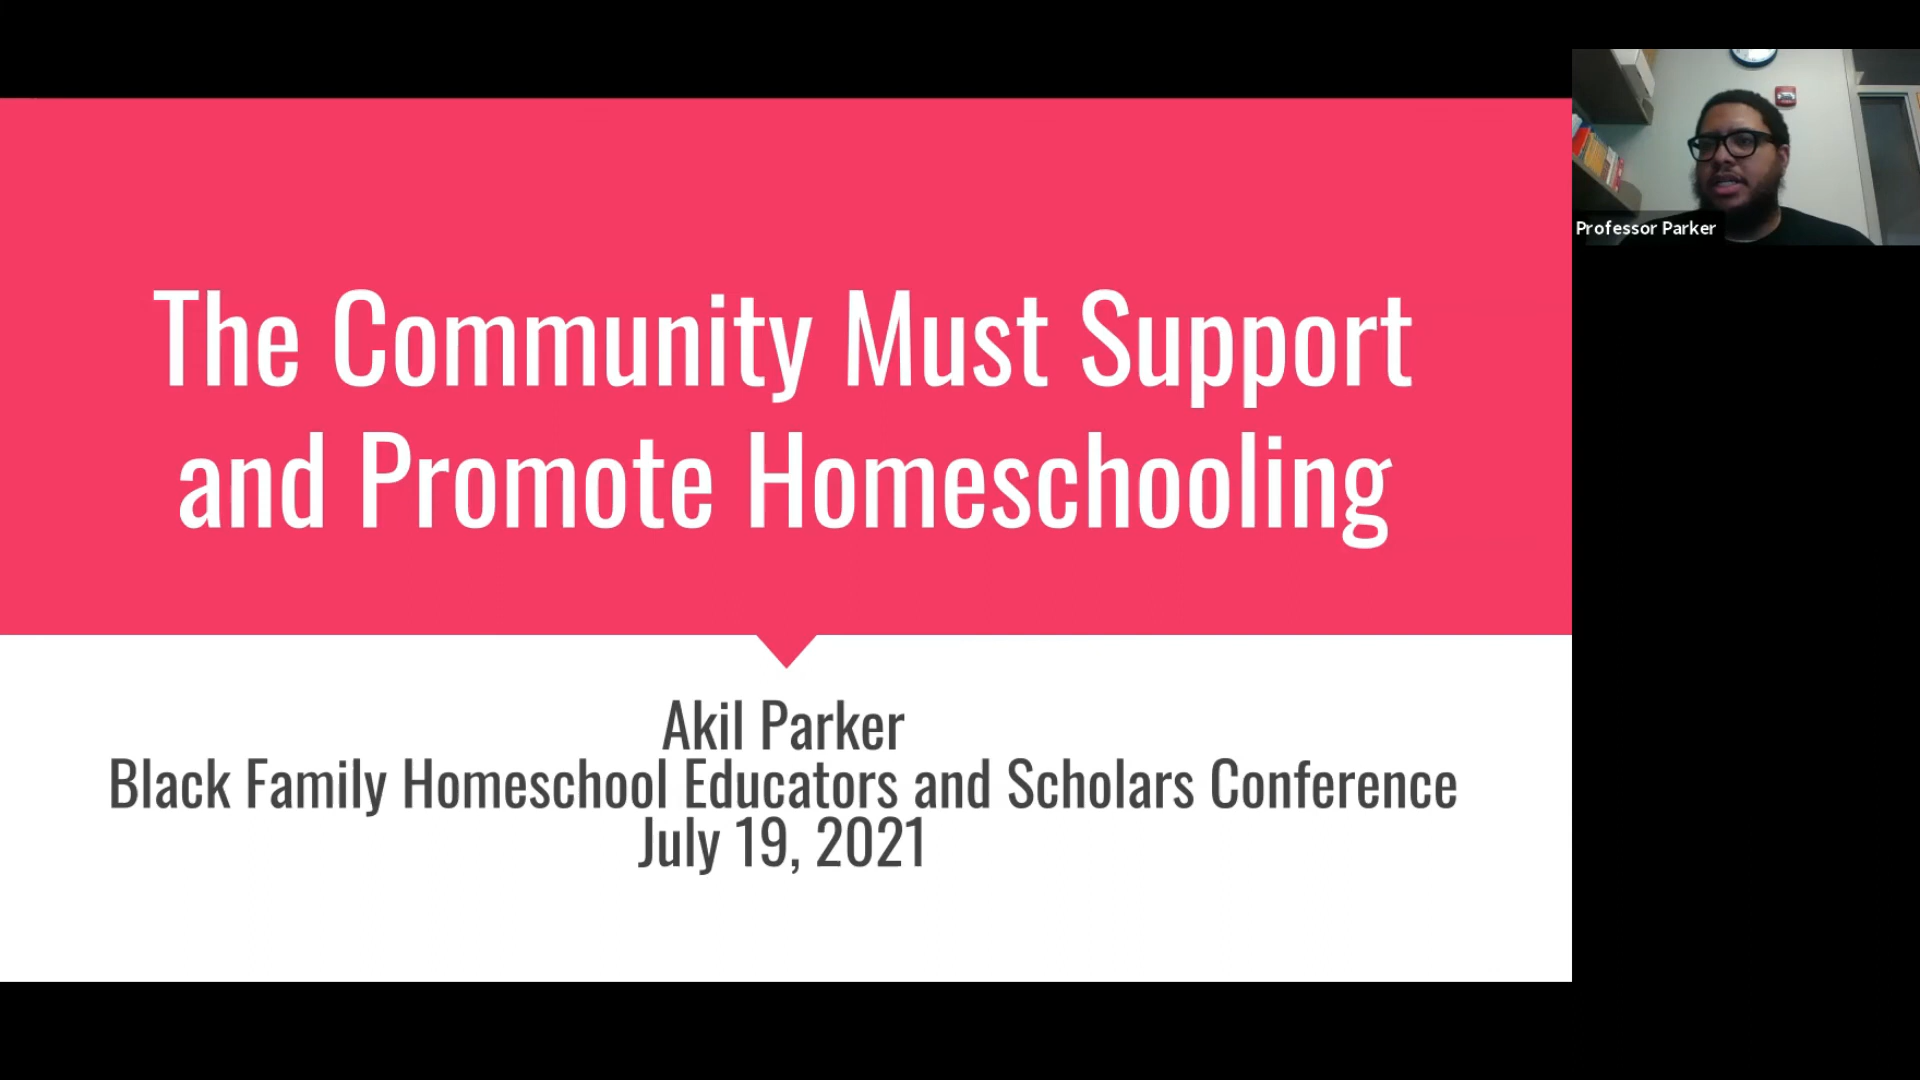 The Community Must Support
and Promote Homeschooling
Akil Parker
Black Family Homeschool Educators and Scholars Conference
July 19, 2021
Professor Parker